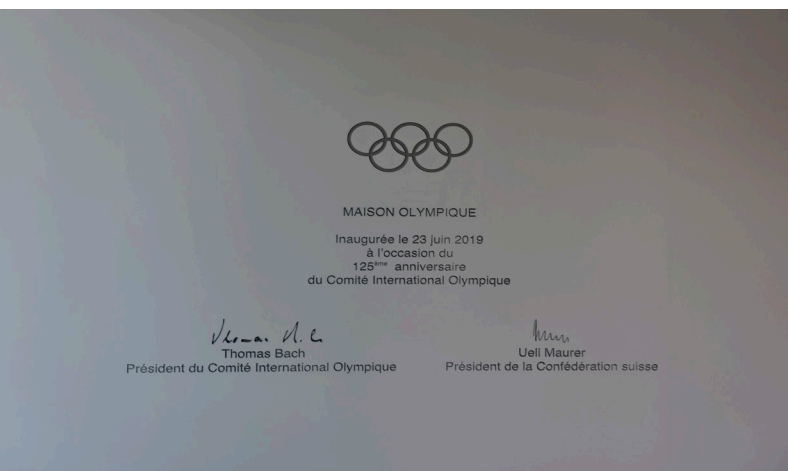 MAISON OLYMPIQUE
Inaugurée le 23 juin 2019
à l'occasion du
125ème anniversaire
du Comité International Olympique
Thomas Bach
Président du Comité International Olympique
Ueli Maurer
Président de la Confédération suisse